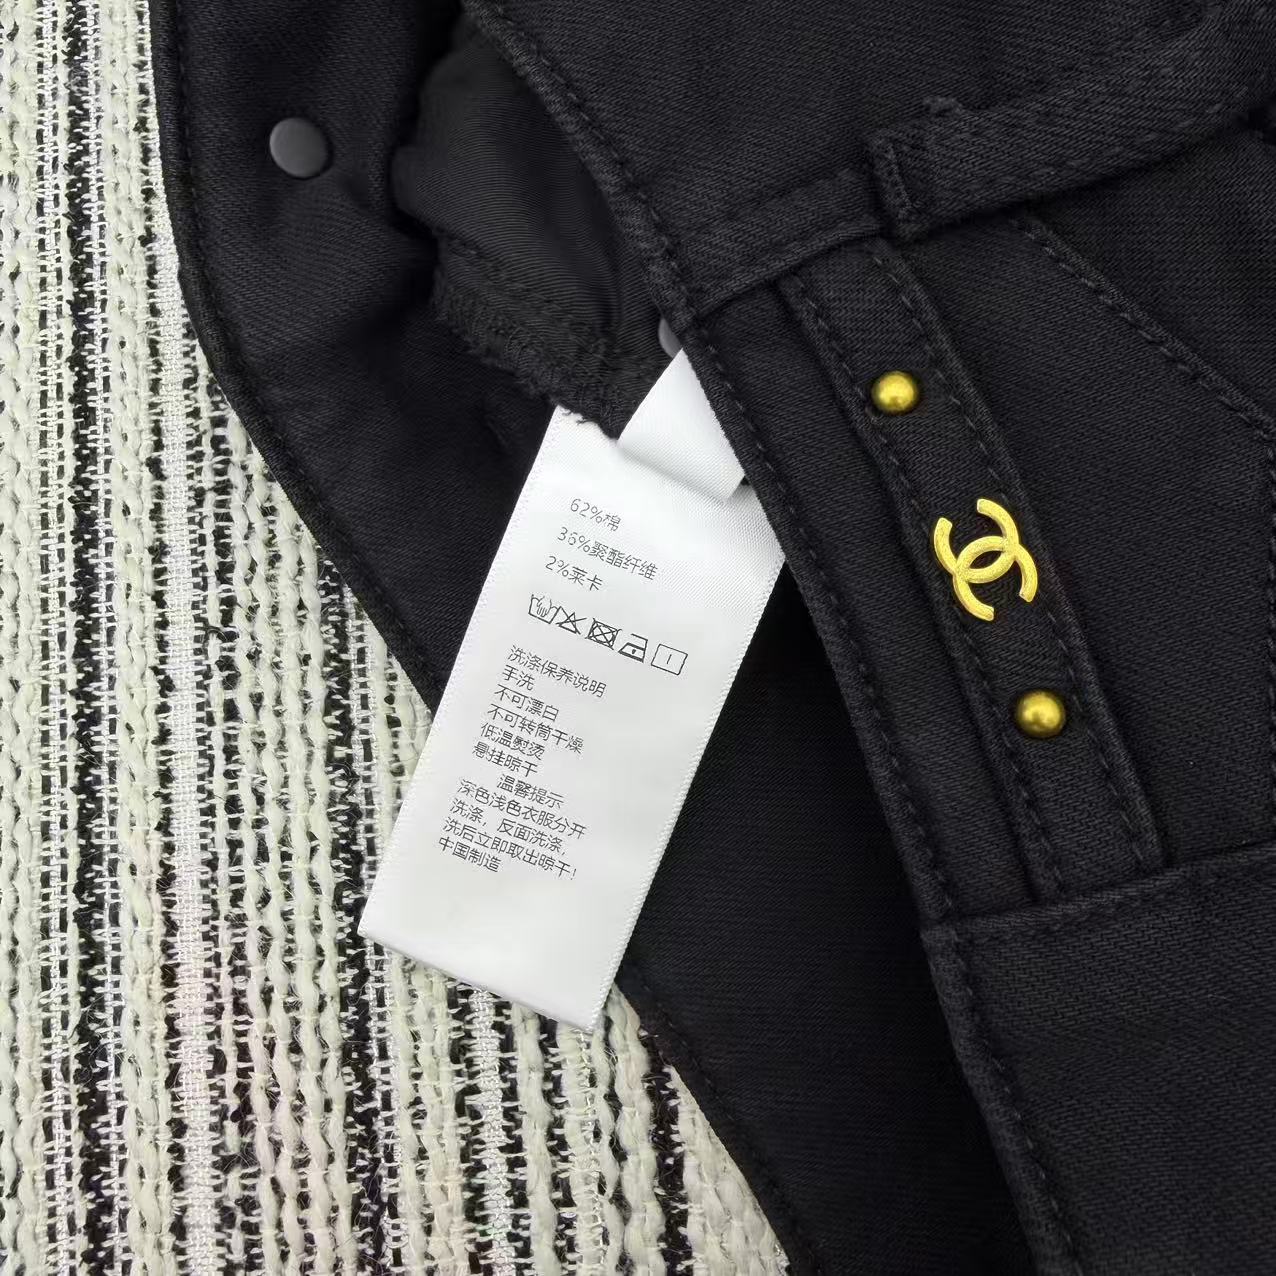 62%棉
36%聚酯纤维
2%莱卡
洗涤保养说明
手洗
不可漂白
不可转筒干燥
低温熨烫
悬挂晾干
温馨提示
深色浅色衣服分开
洗涤，反面洗涤，
洗后立即取出晾干!
中国制造